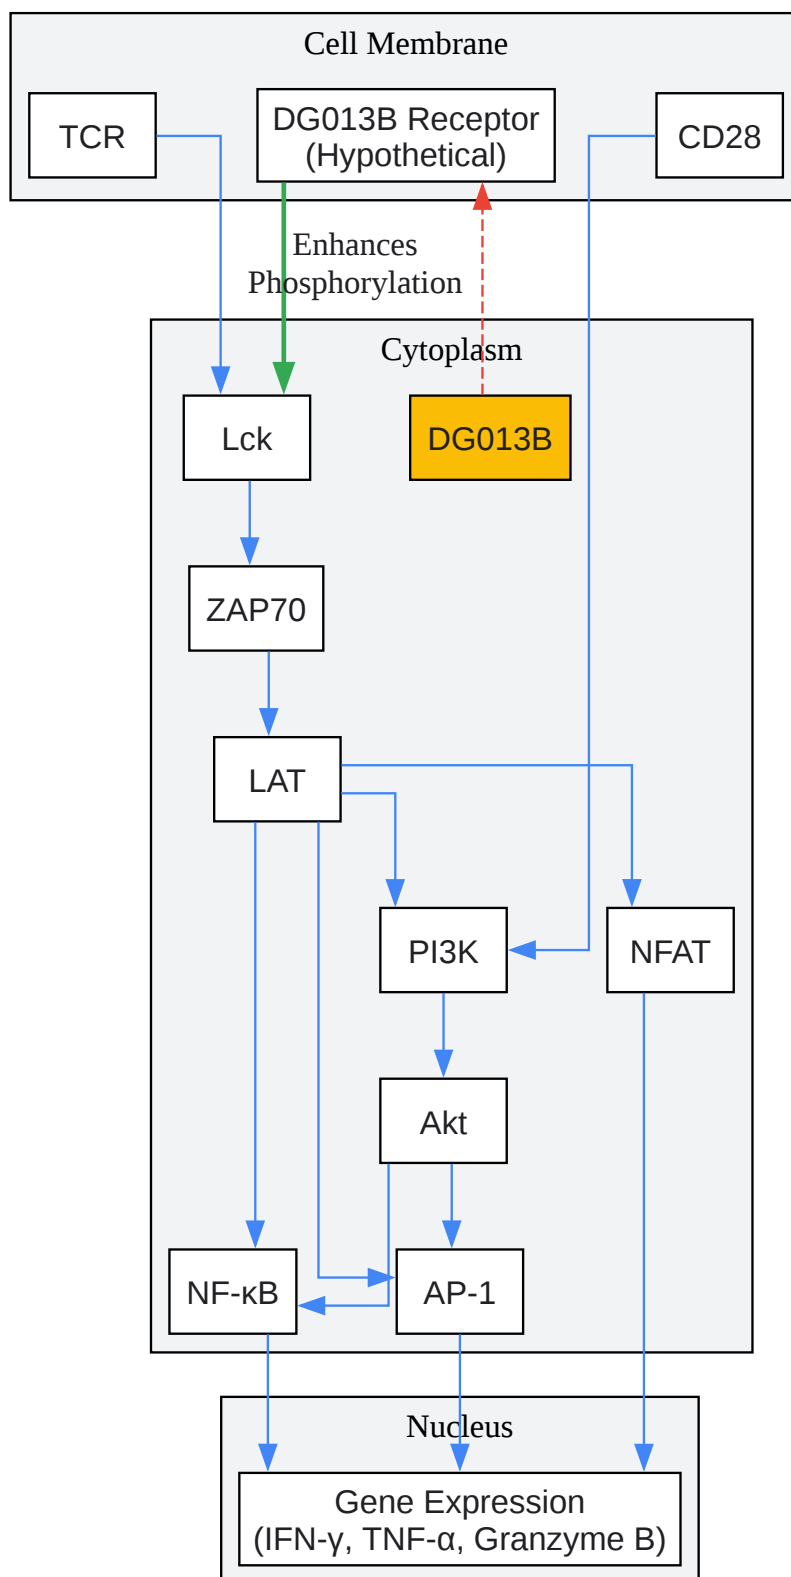 Cell Membrane
TCR
DG013B Receptor
(Hypothetical)
CD28
Enhances
Phosphorylation
Cytoplasm
Lck
DG013B
ZAP70
LAT
PI3K
NFAT
Akt
NF-κB
AP-1
Nucleus
Gene Expression
(IFN-γ, TNF-α, Granzyme B)